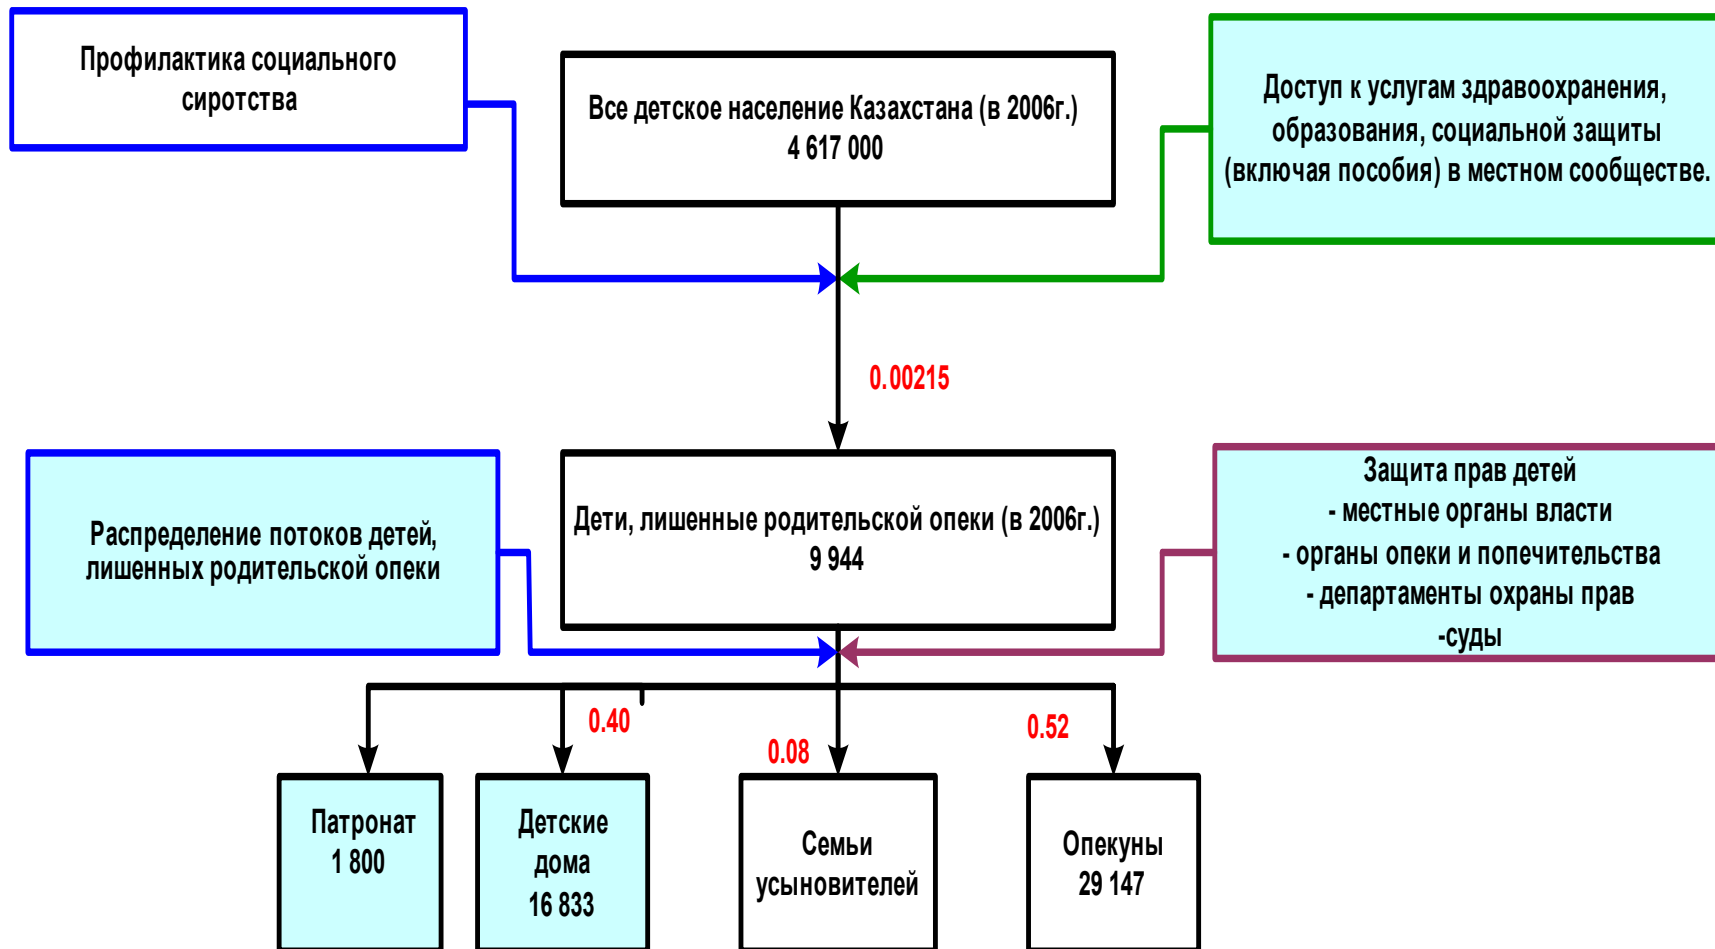 Профилактика социального
сиротства
Все детское население Казахстана (в 2006г.)
4 617 000
Доступ к услугам здравоохранения,
образования, социальной защиты
(включая пособия) в местном сообществе.
0.00215
Распределение потоков детей,
лишенных родительской опеки
Дети, лишенные родительской опеки (в 2006г.)
9 944
Защита прав детей
- местные органы власти
- органы опеки и попечительства
- департаменты охраны прав
-суды
0.40
0.08
0.52
Патронат
1 800
Детские
дома
16 833
Семьи
усыновителей
Опекуны
29 147